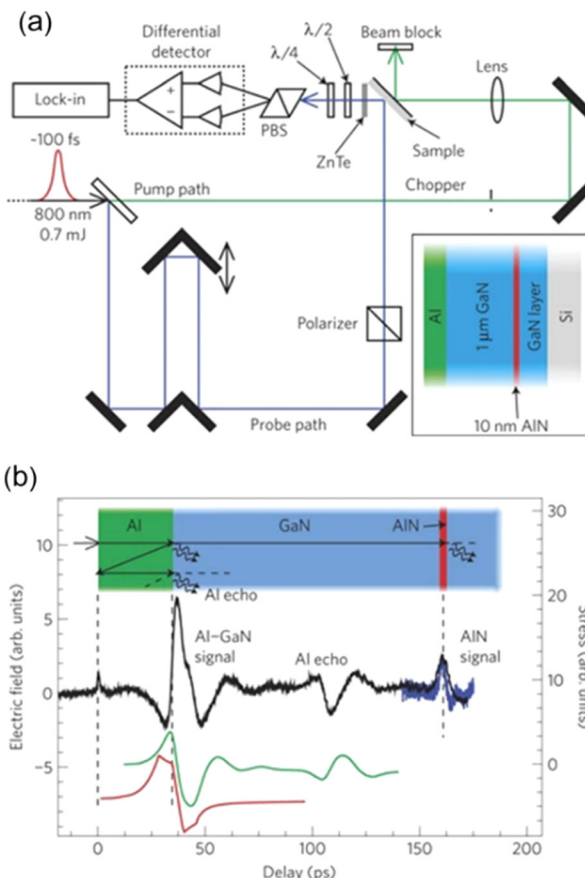 (a)
Differential
detector
λ/4
λ/2
Beam block
Lens
Lock-in
+
−
PBS
ZnTe
Sample
~100 fs
Pump path
Chopper
800 nm
0.7 mJ
Polarizer
Probe path
Al
1 μm GaN
GaN layer
Si
10 nm AlN
(b)
Al
GaN
AlN
Al echo
Al–GaN
signal
Al echo
AlN
signal
Electric field (arb. units)
10
5
0
−5
30
20
10
0
Stress (arb. units)
0
50
100
150
200
Delay (ps)